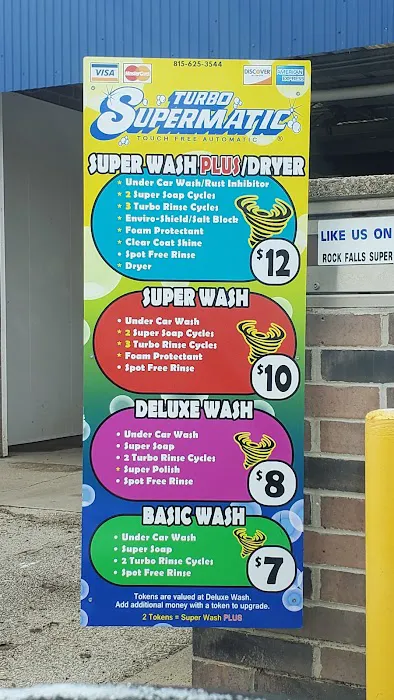 815-625-3544
VISA MasterCard DISCOVER AMERICAN EXPRESS
TURBO
SUPERMATIC®
TOUCH FREE AUTOMATIC
SUPER WASH PLUS/DRYER
Under Car Wash/Rust Inhibitor
2 Super Soap Cycles
3 Turbo Rinse Cycles
Enviro-Shield/Salt Block
Foam Protectant
Clear Coat Shine
Spot Free Rinse
Dryer
$12
SUPER WASH
Under Car Wash
2 Super Soap Cycles
3 Turbo Rinse Cycles
Foam Protectant
Spot Free Rinse
$10
DELUXE WASH
Under Car Wash
Super Soap
2 Turbo Rinse Cycles
Super Polish
Spot Free Rinse
$8
BASIC WASH
Under Car Wash
Super Soap
2 Turbo Rinse Cycles
Spot Free Rinse
$7
Tokens are valued at Deluxe Wash.
Add additional money with a token to upgrade.
2 Tokens = Super Wash PLUS
LIKE US ON
ROCK FALLS SUPER